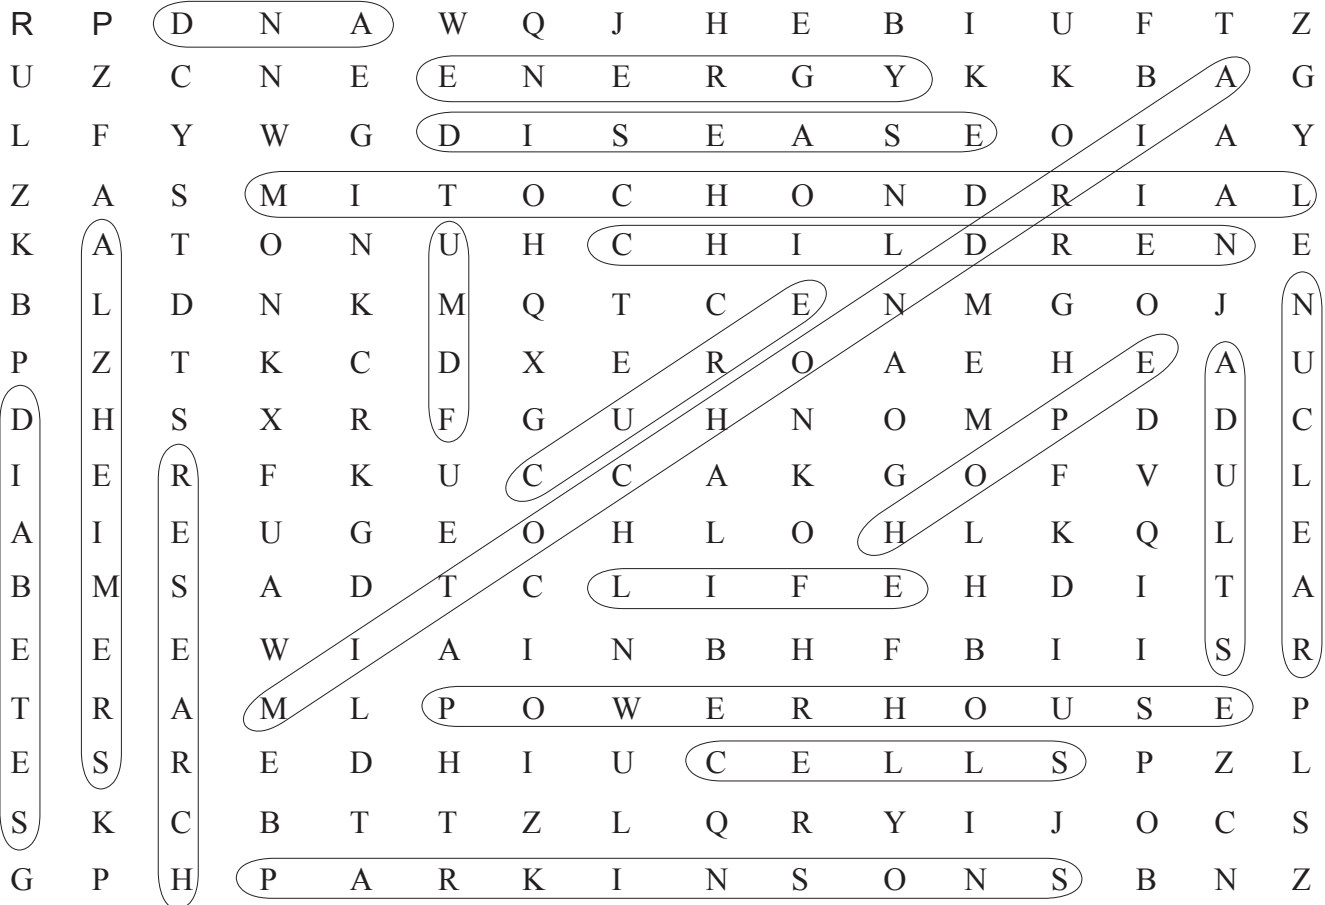 R P D N A W Q J H E B I U F T Z
U Z C N E E N E R G Y K K B A G
L F Y W G D I S E A S E O I A Y
Z A S M I T O C H O N D R I A L
K A T O N U H C H I L D R E N E
B L D N K M Q T C E N M G O J N
P Z T K C D X E R O A E H E A U
D H S X R F G U H N O M P D D C
I E R F K U C C A K G O F V U L
A I E U G E O H L O H L K Q L E
B M S A D T C L I F E H D I T A
E E E W I A I N B H F B I I S R
T R A M L P O W E R H O U S E P
E S R E D H I U C E L L S P Z L
S K C B T T Z L Q R Y I J O C S
G P H P A R K I N S O N S B N Z